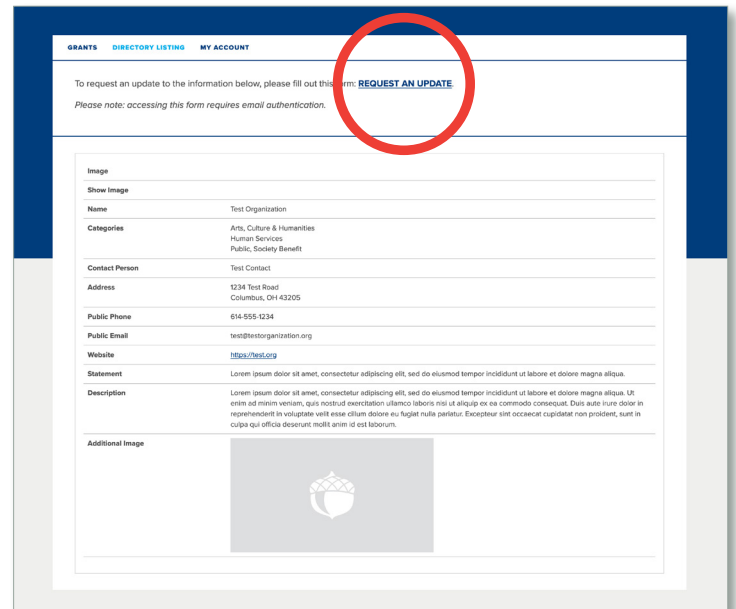 GRANTS DIRECTORY LISTING MY ACCOUNT
To request an update to the information below, please fill out this form: REQUEST AN UPDATE.
Please note: accessing this form requires email authentication.
Image
Show Image
Name Test Organization
Categories Arts, Culture & Humanities
Human Services
Public, Society Benefit
Contact Person Test Contact
Address 1234 Test Road
Columbus, OH 43205
Public Phone 614-555-1234
Public Email test@testorganization.org
Website https://test.org
Statement Lorem ipsum dolor sit amet, consectetur adipiscing elit, sed do eiusmod tempor incididunt ut labore et dolore magna aliqua.
Description Lorem ipsum dolor sit amet, consectetur adipiscing elit, sed do eiusmod tempor incididunt ut labore et dolore magna aliqua. Ut
enim ad minim veniam, quis nostrud exercitation ullamco laboris nisi ut aliquip ex ea commodo consequat. Duis aute irure dolor in
reprehenderit in voluptate velit esse cillum dolore eu fugiat nulla pariatur. Excepteur sint occaecat cupidatat non proident, sunt in
culpa qui officia deserunt mollit anim id est laborum.
Additional Image